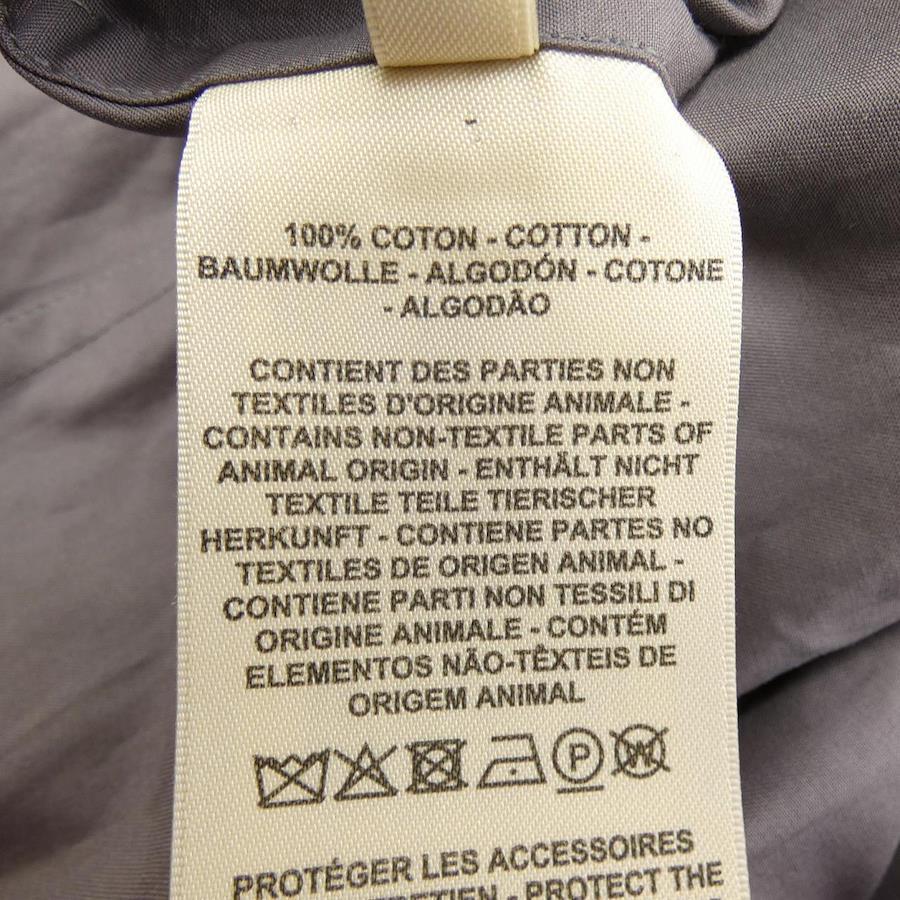 100% COTON - COTTON -
BAUMWOLLE - ALGODÓN - COTONE
- ALGODÃO
CONTIENT DES PARTIES NON
TEXTILES D'ORIGINE ANIMALE -
CONTAINS NON-TEXTILE PARTS OF
ANIMAL ORIGIN - ENTHÄLT NICHT
TEXTILE TEILE TIERISCHER
HERKUNFT - CONTIENE PARTES NO
TEXTILES DE ORIGEN ANIMAL -
CONTIENE PARTI NON TESSILI DI
ORIGINE ANIMALE - CONTÉM
ELEMENTOS NÃO-TÊXTEIS DE
ORIGEM ANIMAL
P W
PROTÉGER LES ACCESSOIRES
ENTRETIEN - PROTECT THE